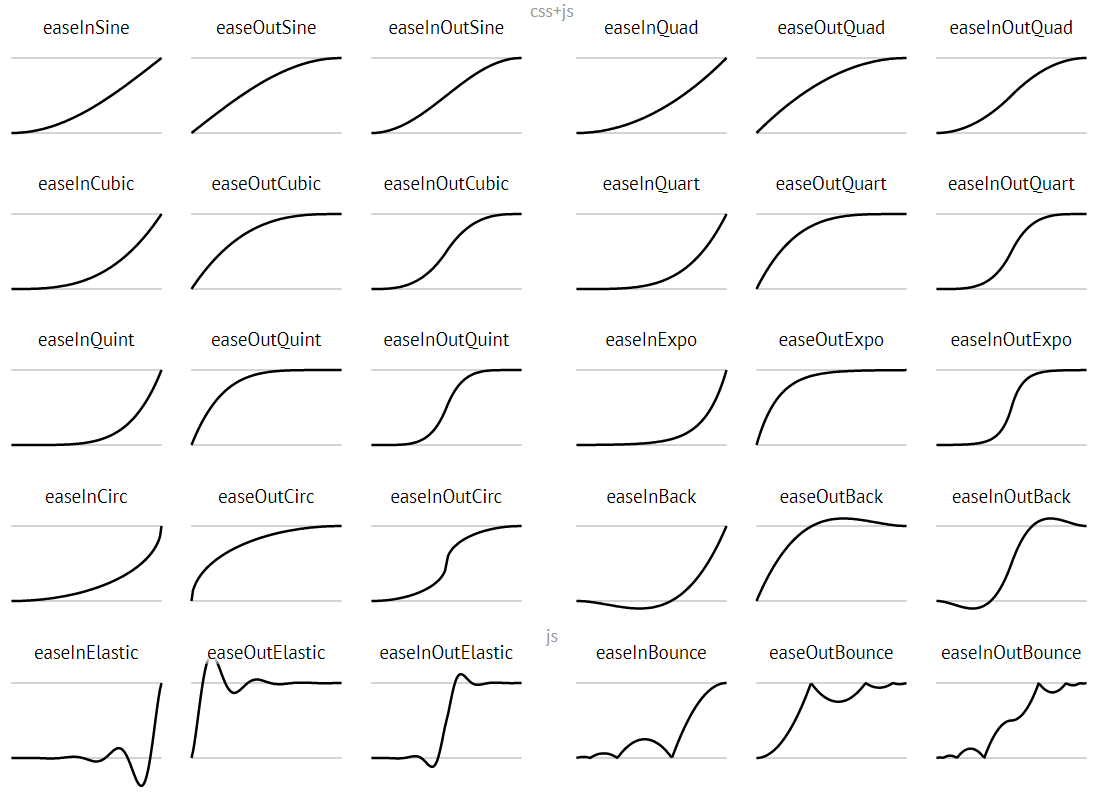 css+js
easeInSine easeOutSine easeInOutSine easeInQuad easeOutQuad easeInOutQuad
easeInCubic easeOutCubic easeInOutCubic easeInQuart easeOutQuart easeInOutQuart
easeInQuint easeOutQuint easeInOutQuint easeInExpo easeOutExpo easeInOutExpo
easeInCirc easeOutCirc easeInOutCirc easeInBack easeOutBack easeInOutBack
js
easeInElastic easeOutElastic easeInOutElastic easeInBounce easeOutBounce easeInOutBounce